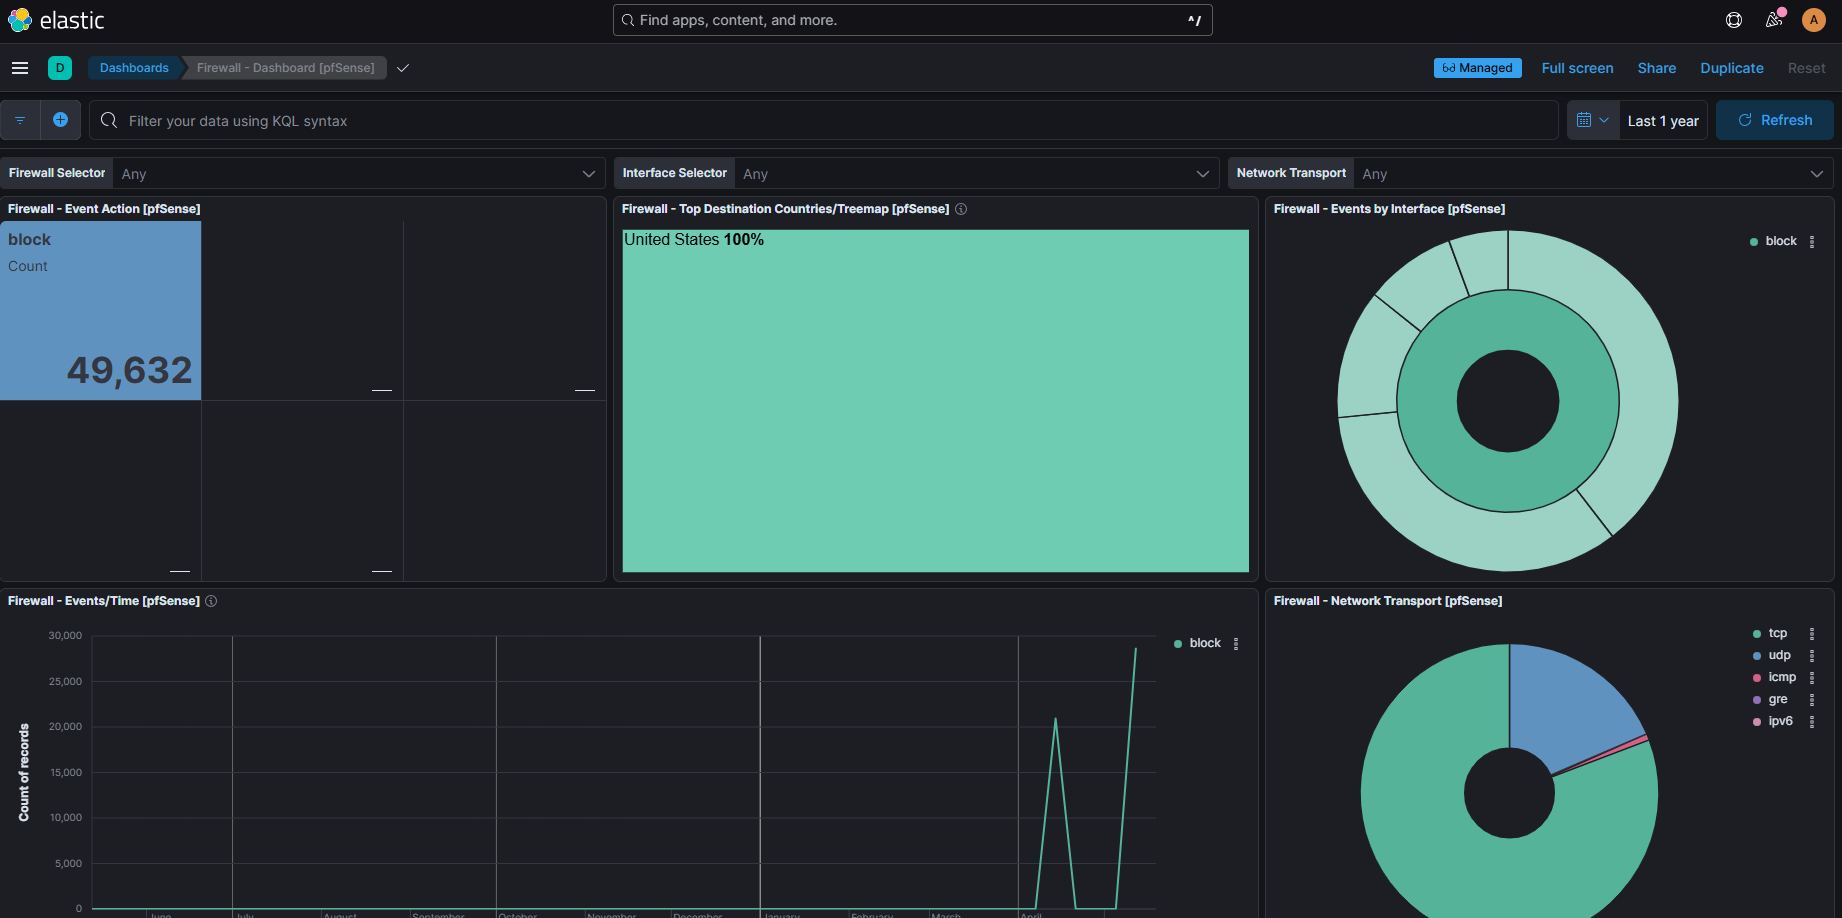 elastic
Find apps, content, and more.
^/
A
D
Dashboards
Firewall - Dashboard [pfSense]
Managed
Full screen
Share
Duplicate
Reset
Filter your data using KQL syntax
Last 1 year
Refresh
Firewall Selector
Any
Interface Selector
Any
Network Transport
Any
Firewall - Event Action [pfSense]
block
Count
49,632
Firewall - Top Destination Countries/Treemap [pfSense]
United States 100%
Firewall - Events by Interface [pfSense]
block
Firewall - Events/Time [pfSense]
Count of records
30,000
25,000
20,000
15,000
10,000
5,000
0
June
July
August
September
October
November
December
January
February
March
April
block
Firewall - Network Transport [pfSense]
tcp
udp
icmp
gre
ipv6